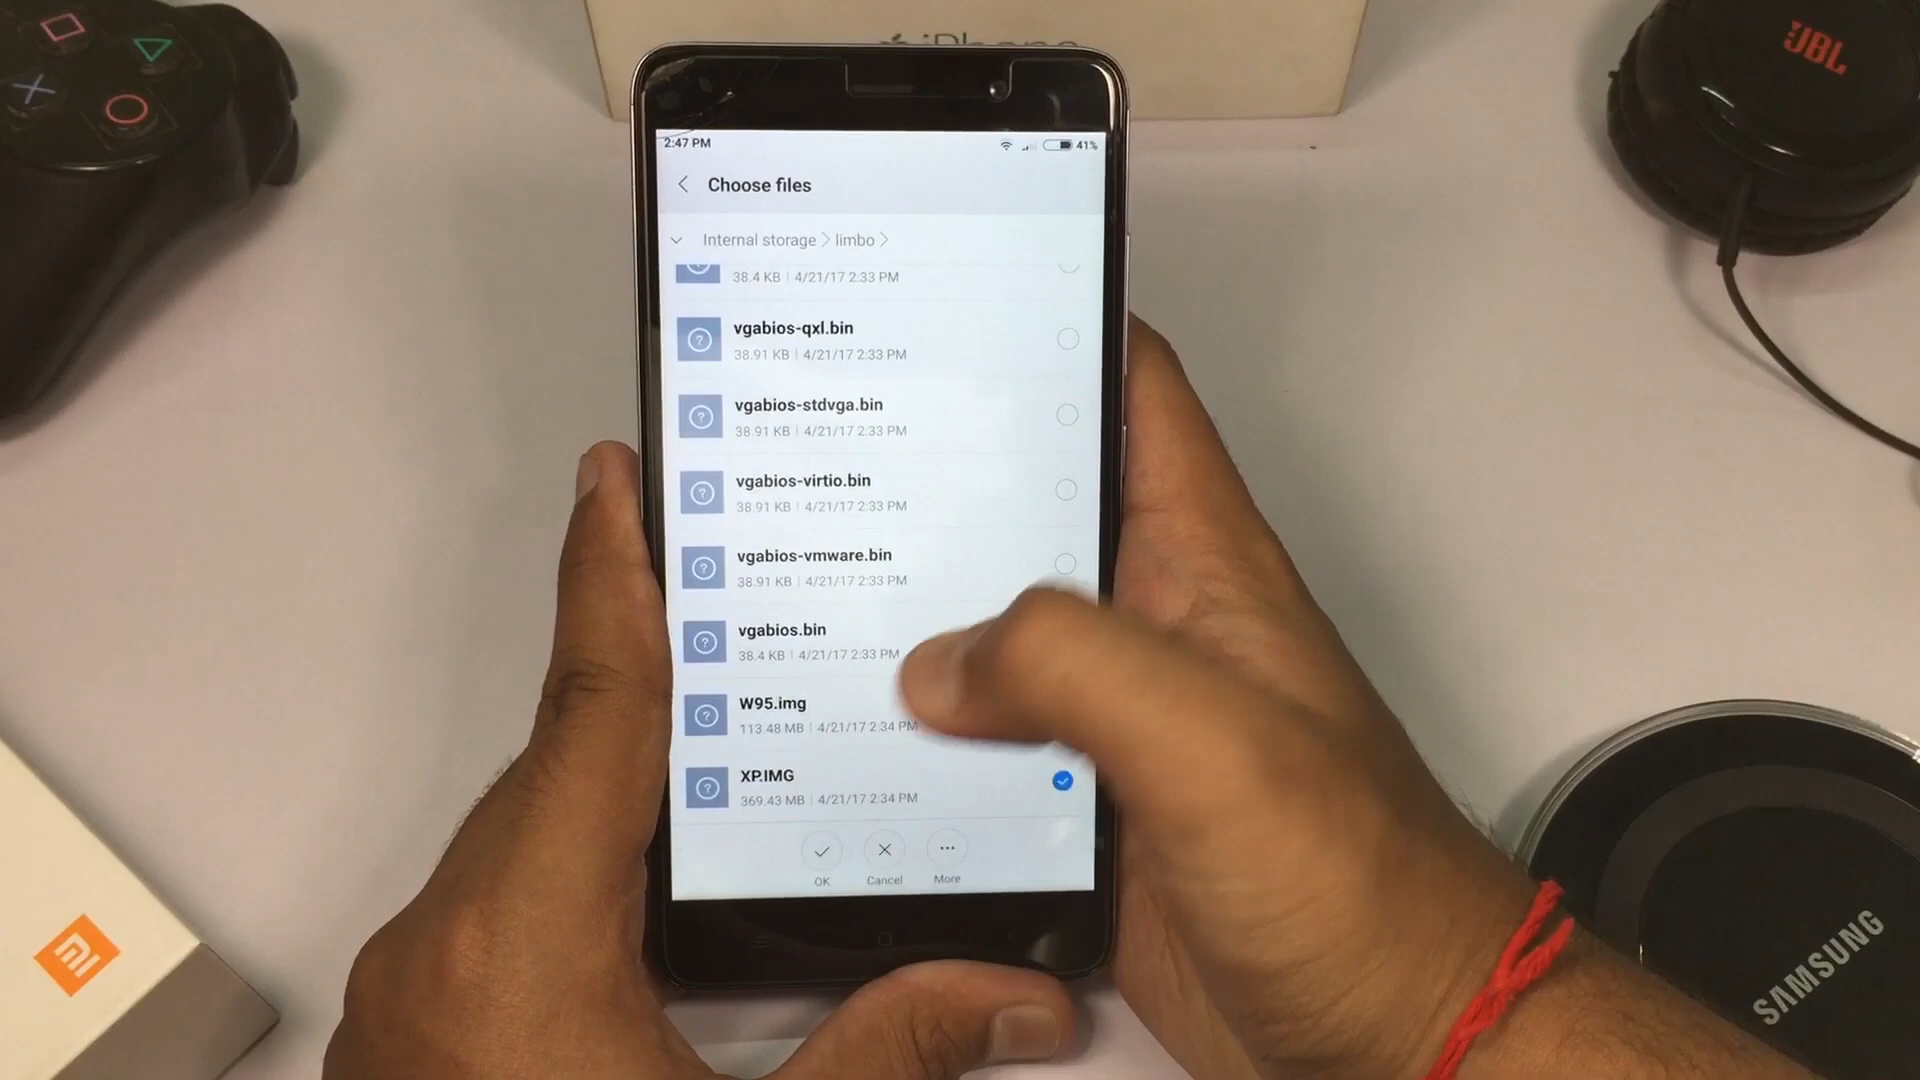 iPhone
JBL
2:47 PM
41%
Choose files
Internal storage > limbo >
38.4 KB | 4/21/17 2:33 PM
vgabios-qxl.bin
38.91 KB | 4/21/17 2:33 PM
vgabios-stdvga.bin
38.91 KB | 4/21/17 2:33 PM
vgabios-virtio.bin
38.91 KB | 4/21/17 2:33 PM
vgabios-vmware.bin
38.91 KB | 4/21/17 2:33 PM
vgabios.bin
38.4 KB | 4/21/17 2:33 PM
W95.img
113.48 MB | 4/21/17 2:34 PM
XP.IMG
369.43 MB | 4/21/17 2:34 PM
OK
Cancel
More
SAMSUNG